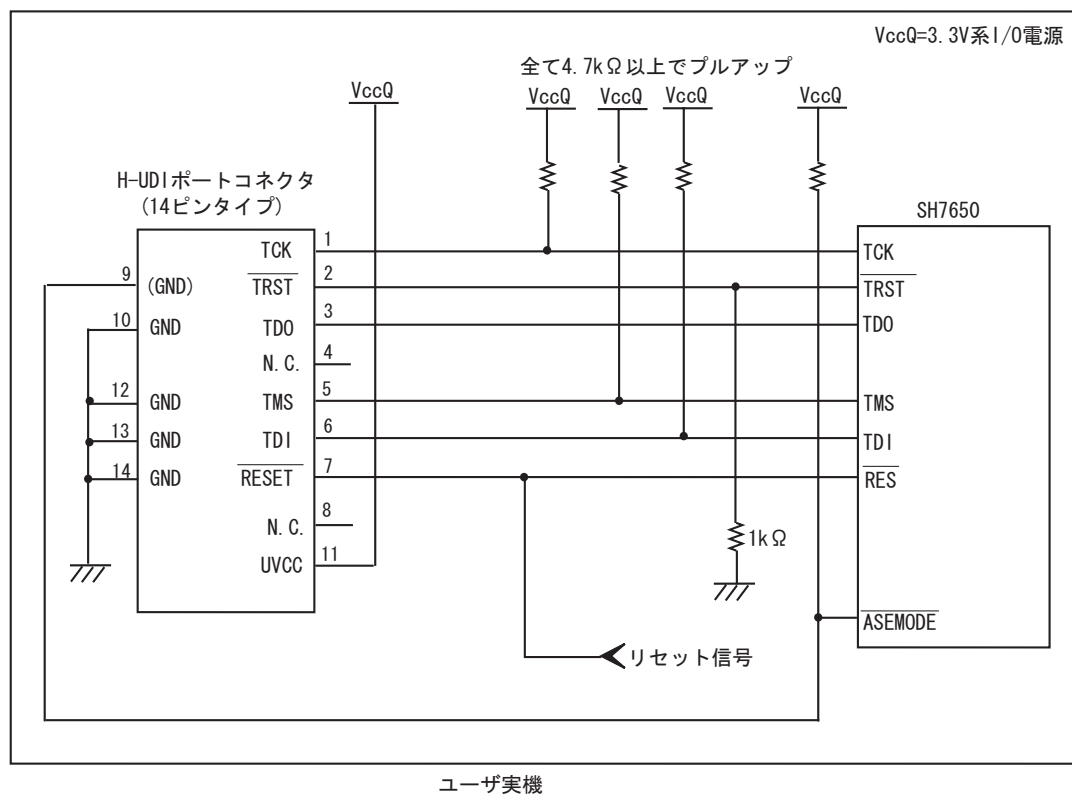 VccQ=3.3V系I/O電源
全て4.7kΩ以上でプルアップ
VccQ
VccQ
VccQ
VccQ
VccQ
H-UDIポートコネクタ
(14ピンタイプ)
SH7650
TCK
1
TCK
9
(GND)
TRST
2
TRST
10
GND
TDO
3
TDO
N.C.
4
12
GND
TMS
5
TMS
13
GND
TDI
6
TDI
14
GND
RESET
7
RES
N.C.
8
1kΩ
UVCC
11
ASEMODE
リセット信号
ユーザ実機